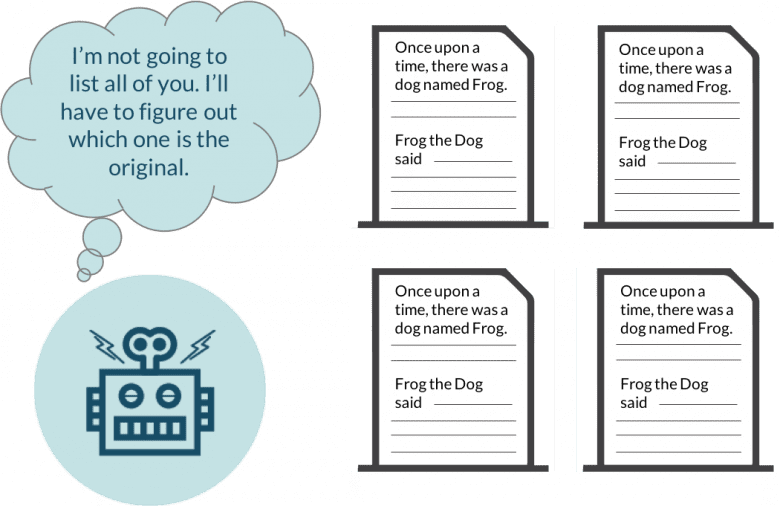 I'm not going to
list all of you. I'll
have to figure out
which one is the
original.
Once upon a
time, there was a
dog named Frog.
Frog the Dog
said
Once upon a
time, there was a
dog named Frog.
Frog the Dog
said
Once upon a
time, there was a
dog named Frog.
Frog the Dog
said
Once upon a
time, there was a
dog named Frog.
Frog the Dog
said